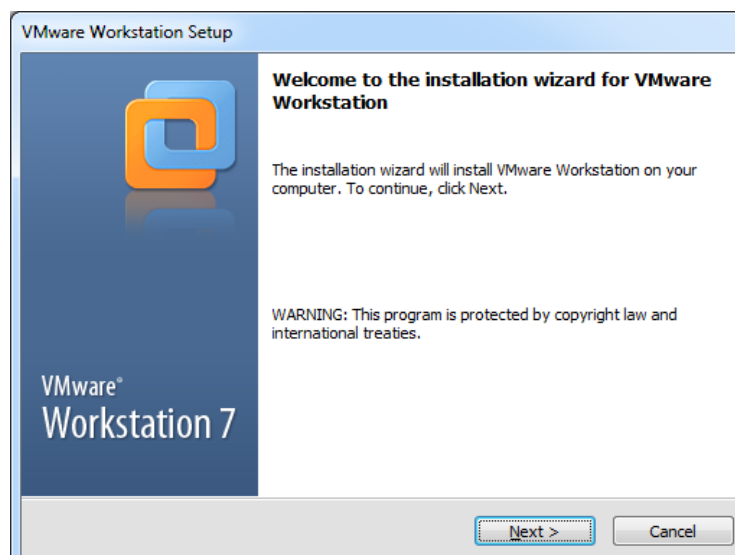 VMware Workstation Setup
Welcome to the installation wizard for VMware
Workstation
The installation wizard will install VMware Workstation on your
computer. To continue, click Next.
WARNING: This program is protected by copyright law and
international treaties.
VMware®
Workstation 7
Next >
Cancel